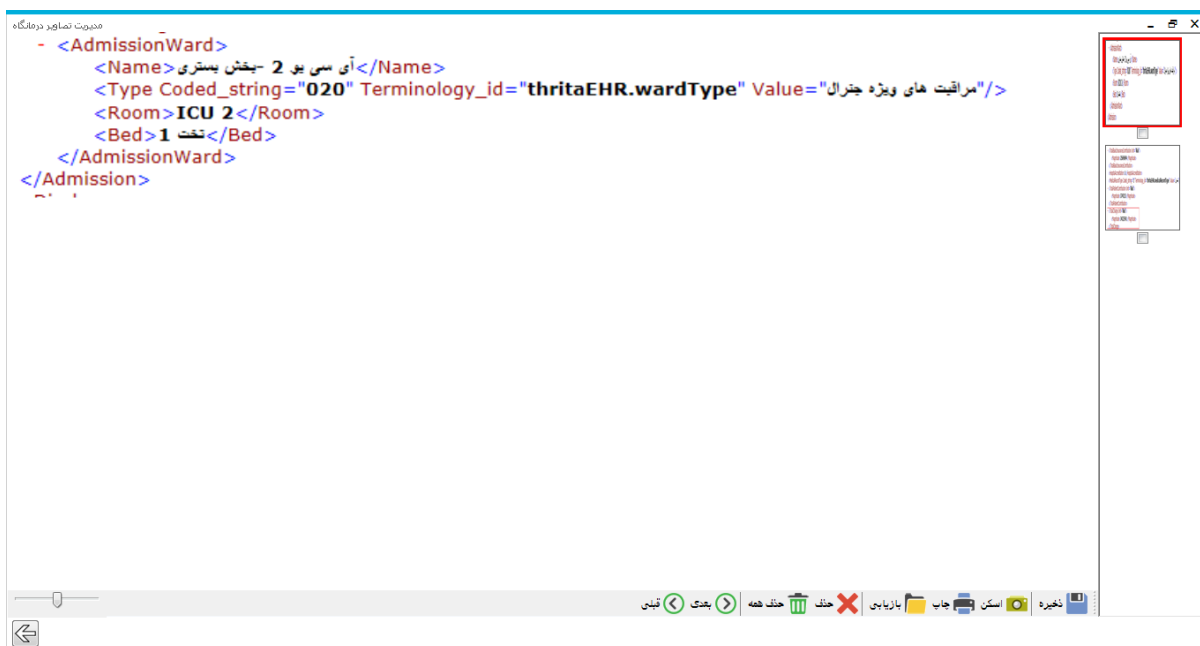 مدیریت تصاویر درمانگاه
- <AdmissionWard>
<Name>آی سی یو 2 -بخش بستری</Name>
<Type Coded_string="020" Terminology_id="thritaEHR.wardType" Value="مراقبت های ویژه جنرال"/>
<Room>ICU 2</Room>
<Bed>تخت 1</Bed>
</AdmissionWard>
</Admission>
ذخیره اسکن چاپ بازیابی حذف حذف همه بعدی قبلی